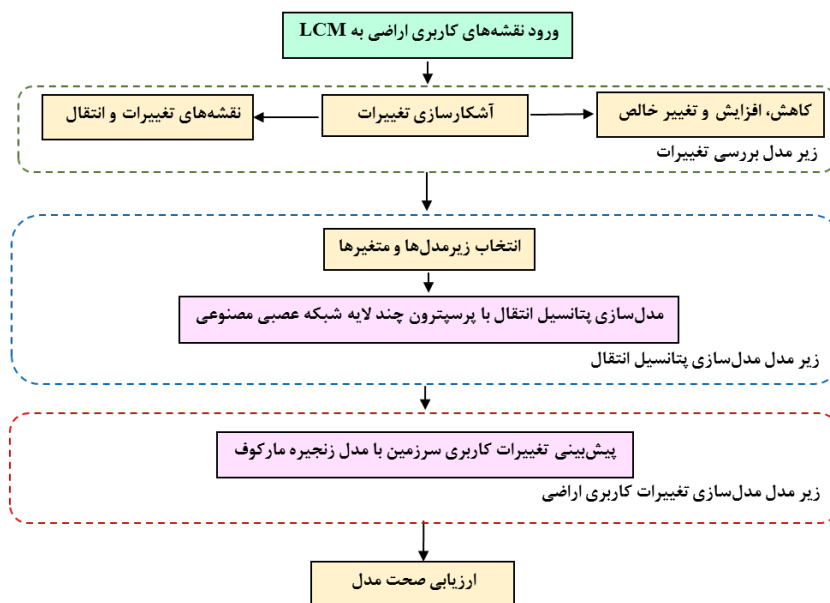 ورود نقشه‌های کاربری اراضی به LCM
کاهش، افزایش و تغییر خالص
آشکارسازی تغییرات
نقشه‌های تغییرات و انتقال
زیر مدل بررسی تغییرات
انتخاب زیرمدل‌ها و متغیرها
مدل‌سازی پتانسیل انتقال با پرسپترون چند لایه شبکه عصبی مصنوعی
زیر مدل مدل‌سازی پتانسیل انتقال
پیش‌بینی تغییرات کاربری سرزمین با مدل زنجیره مارکوف
زیر مدل مدل‌سازی تغییرات کاربری اراضی
ارزیابی صحت مدل